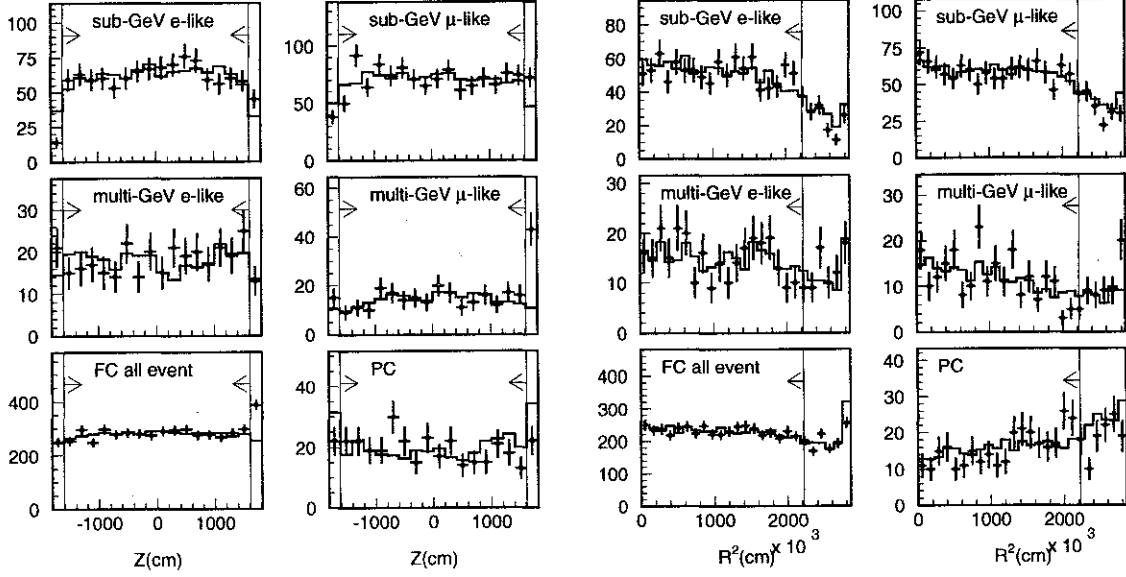 sub-GeV e-like
100
75
50
25
0
sub-GeV μ-like
100
50
0
sub-GeV e-like
80
60
40
20
0
sub-GeV μ-like
100
75
50
25
0
multi-GeV e-like
30
20
10
0
multi-GeV μ-like
60
40
20
0
multi-GeV e-like
30
20
10
0
multi-GeV μ-like
30
20
10
0
FC all event
400
200
0
-1000 0 1000
Z(cm)
PC
40
20
0
-1000 0 1000
Z(cm)
FC all event
400
300
200
100
0
0 1000 2000
R²(cm) x 10 3
PC
40
30
20
10
0
0 1000 2000
R²(cm) x 10 3